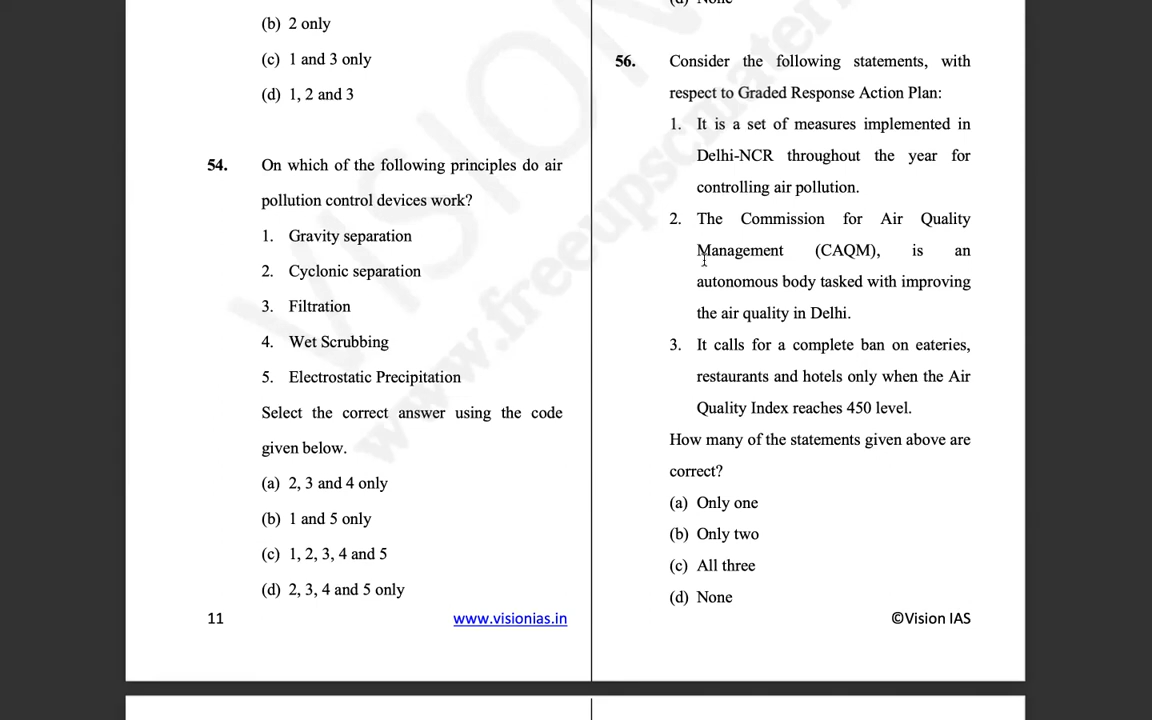 (b) 2 only
(c) 1 and 3 only
(d) 1, 2 and 3
54. On which of the following principles do air
pollution control devices work?
1. Gravity separation
2. Cyclonic separation
3. Filtration
4. Wet Scrubbing
5. Electrostatic Precipitation
Select the correct answer using the code
given below.
(a) 2, 3 and 4 only
(b) 1 and 5 only
(c) 1, 2, 3, 4 and 5
(d) 2, 3, 4 and 5 only
11
www.visionias.in
(d) None
56. Consider the following statements, with
respect to Graded Response Action Plan:
1. It is a set of measures implemented in
Delhi-NCR throughout the year for
controlling air pollution.
2. The Commission for Air Quality
Management (CAQM), is an
autonomous body tasked with improving
the air quality in Delhi.
3. It calls for a complete ban on eateries,
restaurants and hotels only when the Air
Quality Index reaches 450 level.
How many of the statements given above are
correct?
(a) Only one
(b) Only two
(c) All three
(d) None
©Vision IAS
VISION